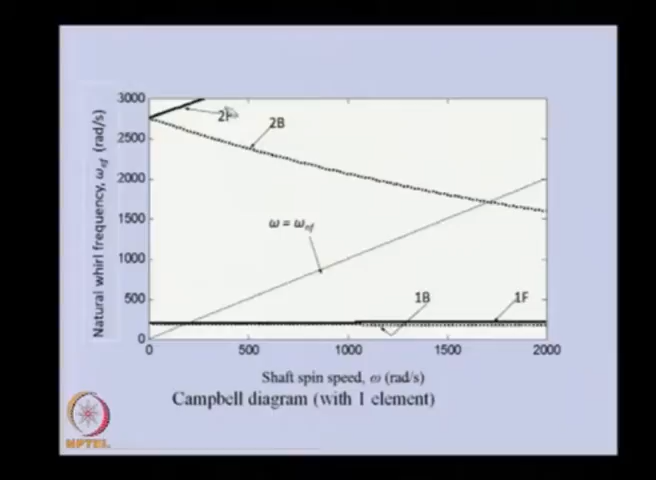 3000
2500
2000
1500
1000
500
0
Natural whirl frequency, ω_nf (rad/s)
2F
2B
ω = ω_nf
1B
1F
0
500
1000
1500
2000
Shaft spin speed, ω (rad/s)
Campbell diagram (with 1 element)
NPTEL